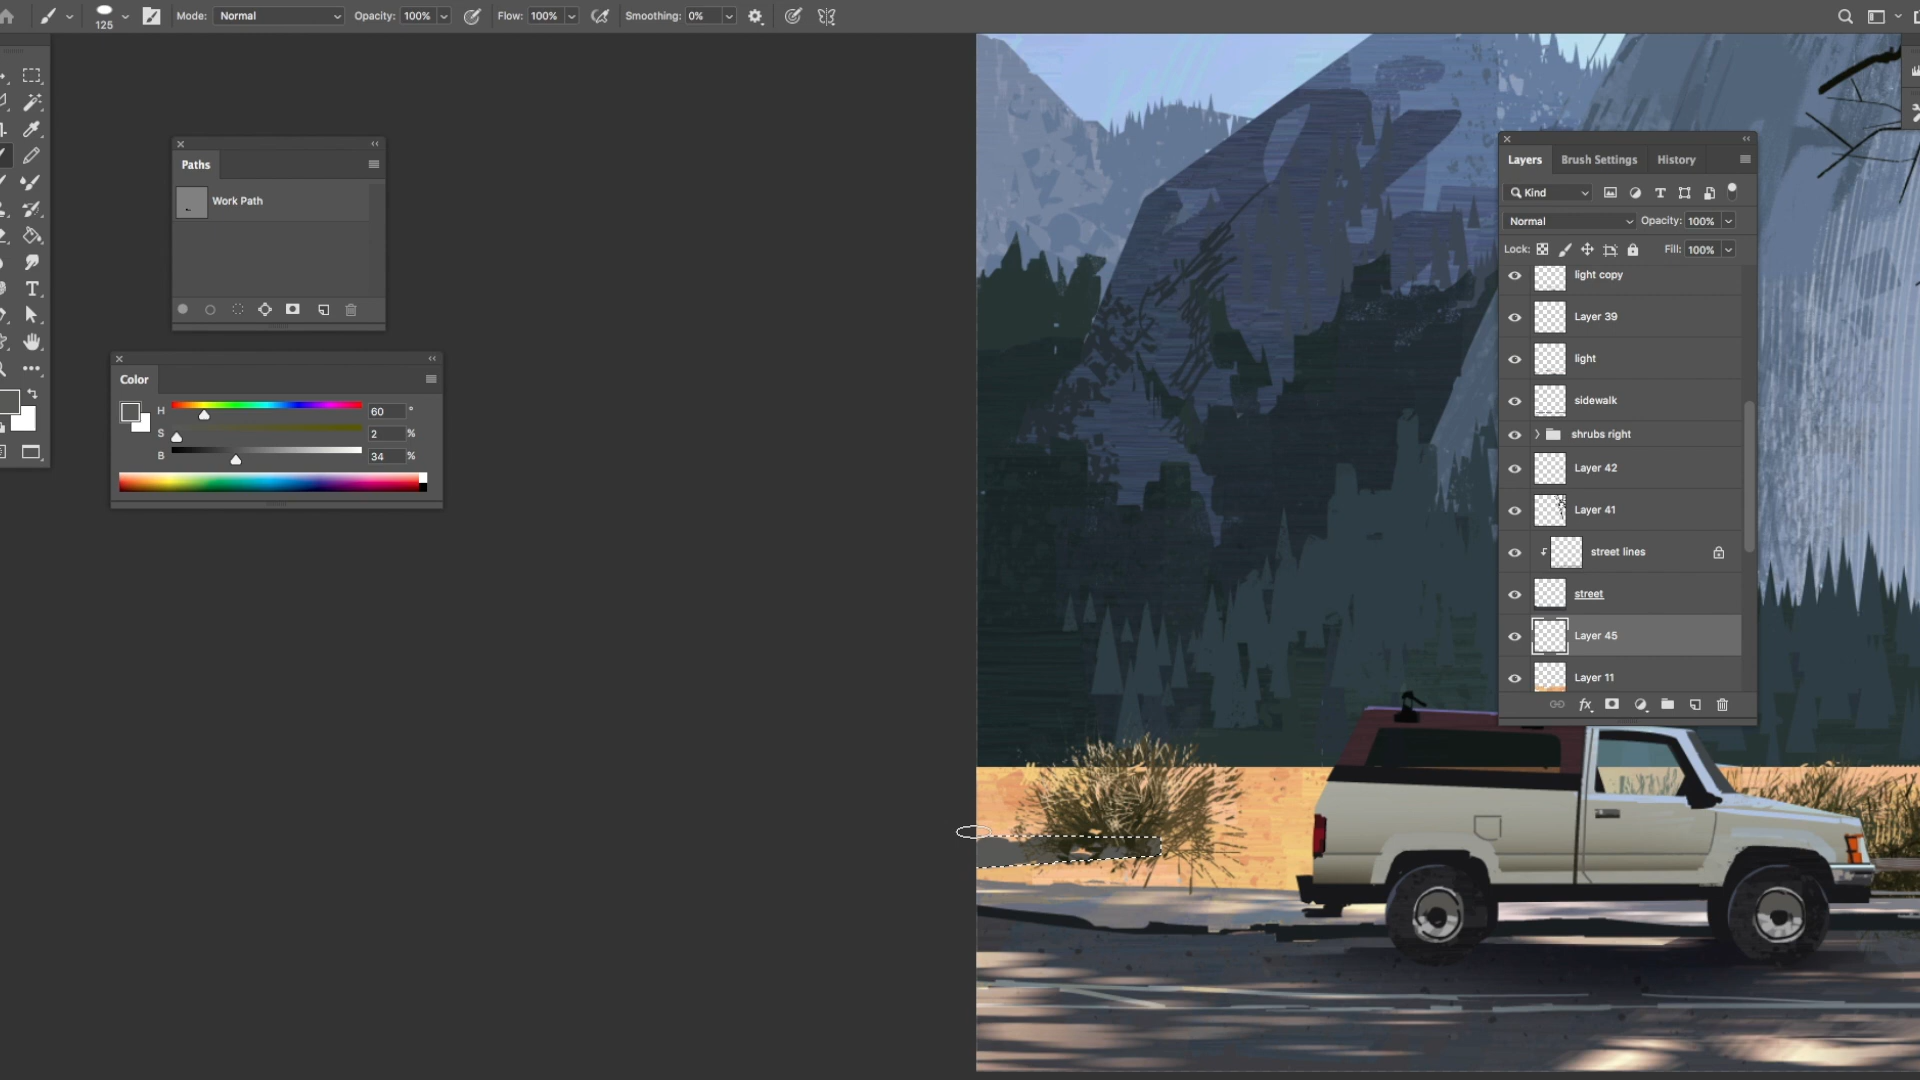 125
Mode: Normal
Opacity: 100%
Flow: 100%
Smoothing: 0%
Paths
Work Path
Color
H 60 °
S 2 %
B 34 %
Layers Brush Settings History
Kind
Normal Opacity: 100%
Lock: Fill: 100%
light copy
Layer 39
light
sidewalk
shrubs right
Layer 42
Layer 41
street lines
street
Layer 45
Layer 11
fx